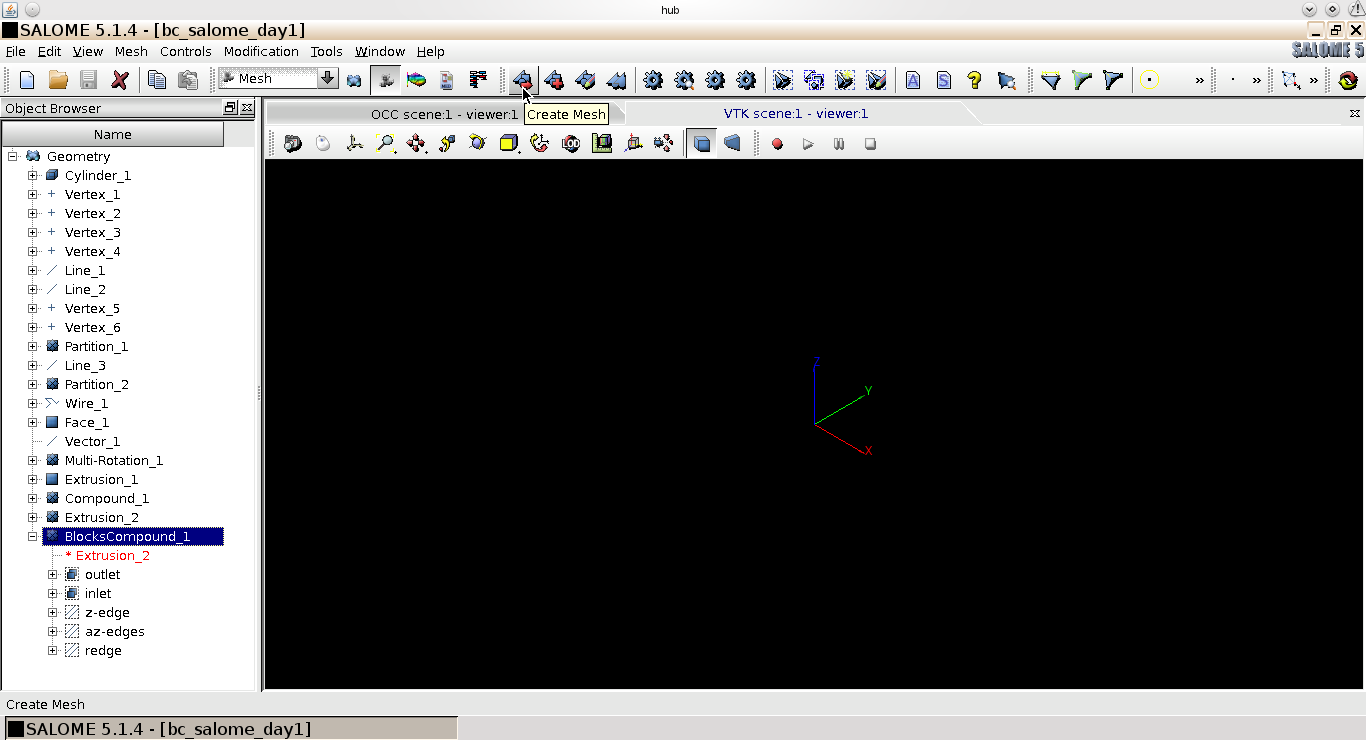 hub
SALOME 5.1.4 - [bc_salome_day1]
File Edit View Mesh Controls Modification Tools Window Help
SALOME 5
Mesh
Object Browser
OCC scene:1 - viewer:1
Create Mesh
VTK scene:1 - viewer:1
Name
LOD
Geometry
Cylinder_1
Vertex_1
Vertex_2
Vertex_3
Vertex_4
Line_1
Line_2
Vertex_5
Vertex_6
Partition_1
Line_3
Partition_2
Wire_1
Face_1
Vector_1
Multi-Rotation_1
Extrusion_1
Compound_1
Extrusion_2
BlocksCompound_1
* Extrusion_2
outlet
inlet
z-edge
az-edges
redge
Z
Y
X
Create Mesh
SALOME 5.1.4 - [bc_salome_day1]